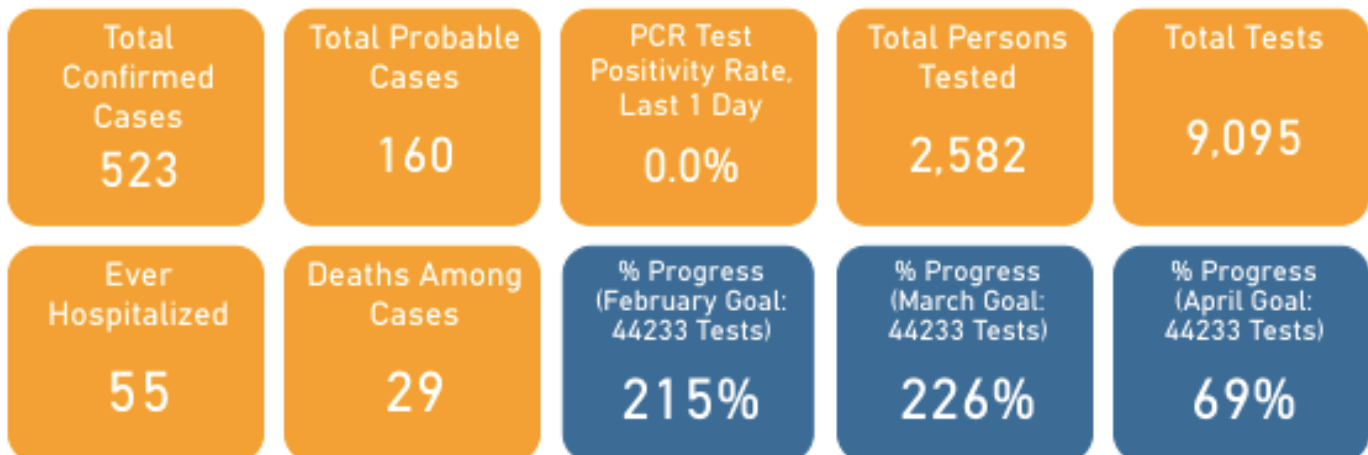 Total
Confirmed
Cases
523
Total Probable
Cases
160
PCR Test
Positivity Rate,
Last 1 Day
0.0%
Total Persons
Tested
2,582
Total Tests
9,095
Ever
Hospitalized
55
Deaths Among
Cases
29
% Progress
(February Goal:
44233 Tests)
215%
% Progress
(March Goal:
44233 Tests)
226%
% Progress
(April Goal:
44233 Tests)
69%